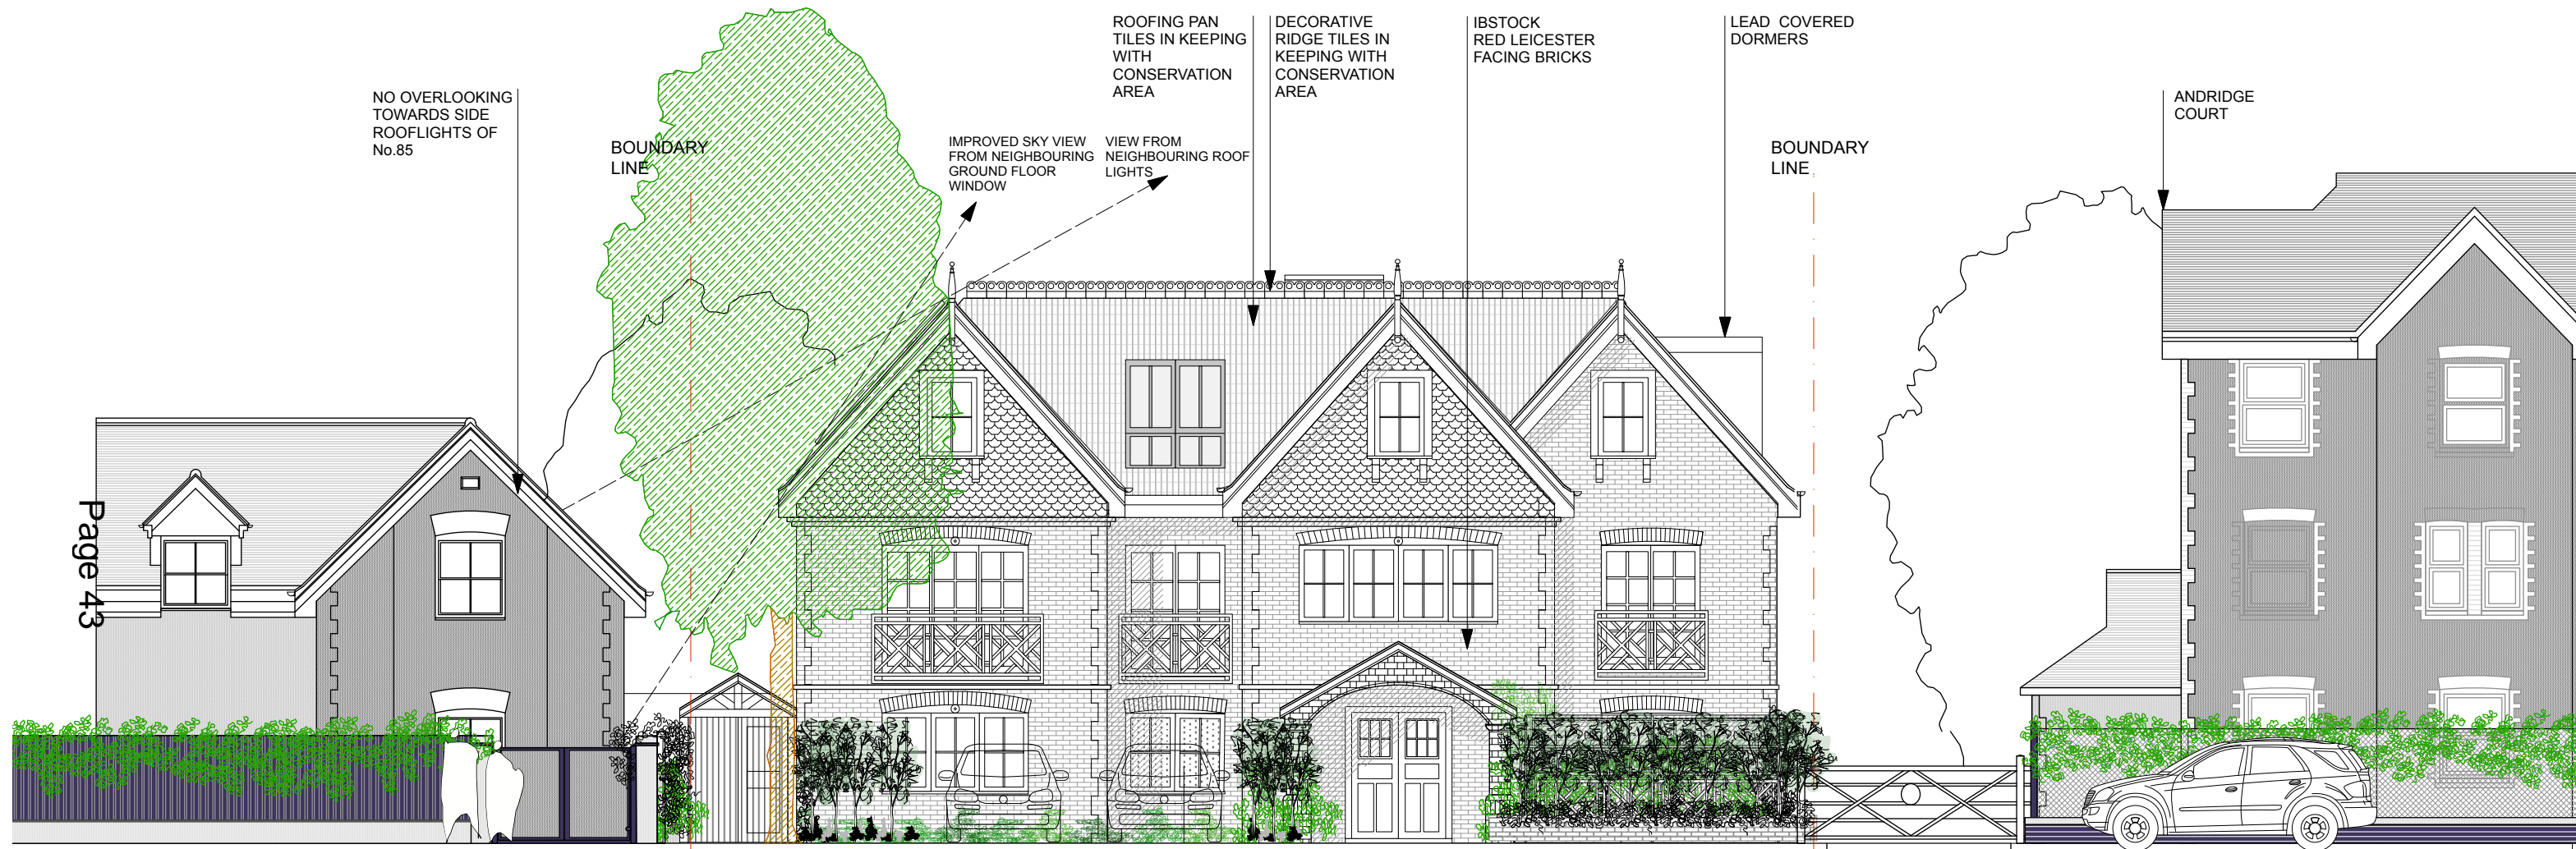 NO OVERLOOKING
TOWARDS SIDE
ROOFLIGHTS OF
No.85
BOUNDARY
LINE
IMPROVED SKY VIEW
FROM NEIGHBOURING
GROUND FLOOR
WINDOW
VIEW FROM
NEIGHBOURING ROOF
LIGHTS
ROOFING PAN
TILES IN KEEPING
WITH
CONSERVATION
AREA
DECORATIVE
RIDGE TILES IN
KEEPING WITH
CONSERVATION
AREA
IBSTOCK
RED LEICESTER
FACING BRICKS
LEAD COVERED
DORMERS
BOUNDARY
LINE
ANDRIDGE
COURT
Page 43